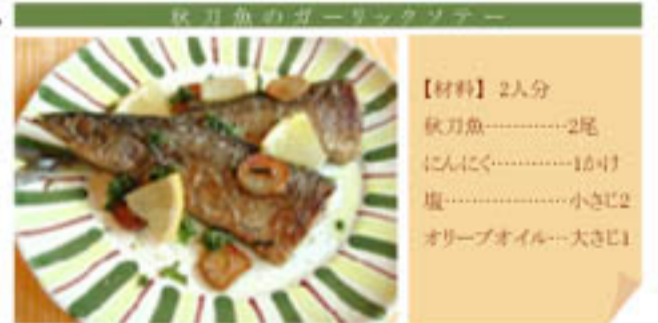 秋刀魚のガーリックソテー
【材料】 2人分
秋刀魚…………2尾
にんにく…………1かけ
塩………………小さじ2
オリーブオイル…大さじ1